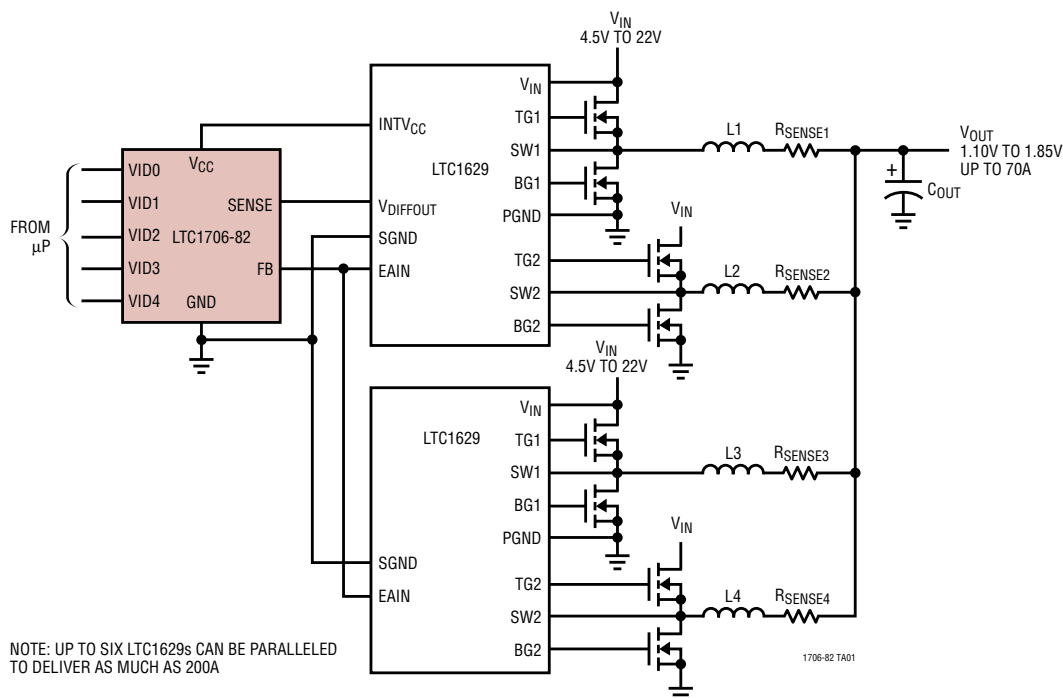 VIN
4.5V TO 22V
VIN
TG1
SW1
BG1
PGND
TG2
SW2
BG2
INTVCC
LTC1629
VDIFFOUT
SGND
EAIN
VCC
VID0
VID1
VID2
VID3
VID4
SENSE
LTC1706-82
FB
GND
FROM
μP
L1
RSENSE1
VOUT
1.10V TO 1.85V
UP TO 70A
+
COUT
VIN
L2
RSENSE2
VIN
4.5V TO 22V
VIN
TG1
SW1
BG1
PGND
TG2
SW2
BG2
LTC1629
SGND
EAIN
L3
RSENSE3
VIN
L4
RSENSE4
NOTE: UP TO SIX LTC1629s CAN BE PARALLELED
TO DELIVER AS MUCH AS 200A
1706-82 TA01